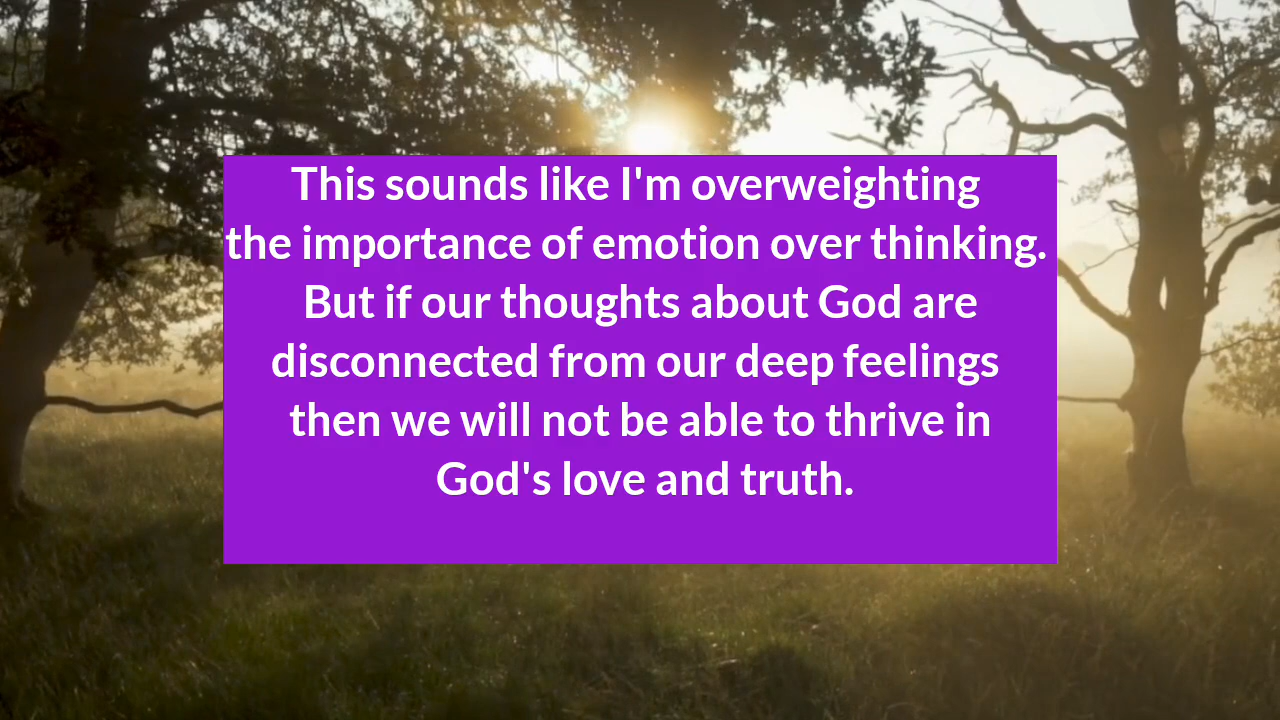 This sounds like I'm overweighting
the importance of emotion over thinking.
But if our thoughts about God are
disconnected from our deep feelings
then we will not be able to thrive in
God's love and truth.